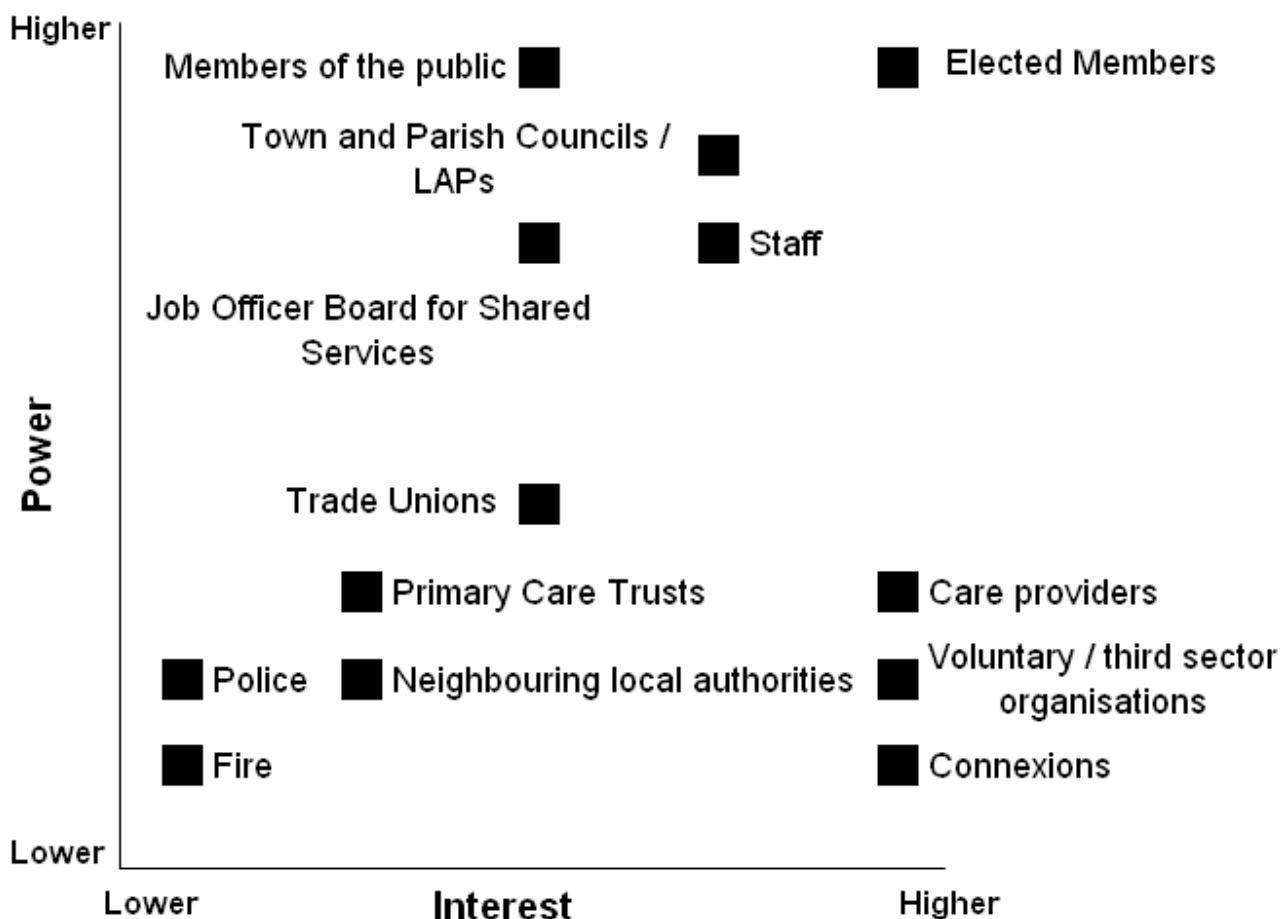 Higher
Members of the public
Elected Members
Town and Parish Councils /
LAPs
Staff
Job Officer Board for Shared
Services
Power
Trade Unions
Primary Care Trusts
Care providers
Police
Neighbouring local authorities
Voluntary / third sector
organisations
Fire
Connexions
Lower
Lower
Interest
Higher